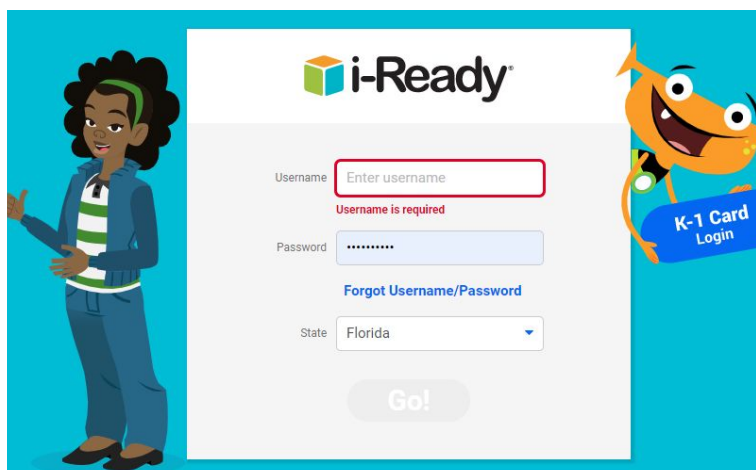 i-Ready
Username
Enter username
Username is required
Password
••••••••••
Forgot Username/Password
State
Florida
Go!
K-1 Card
Login